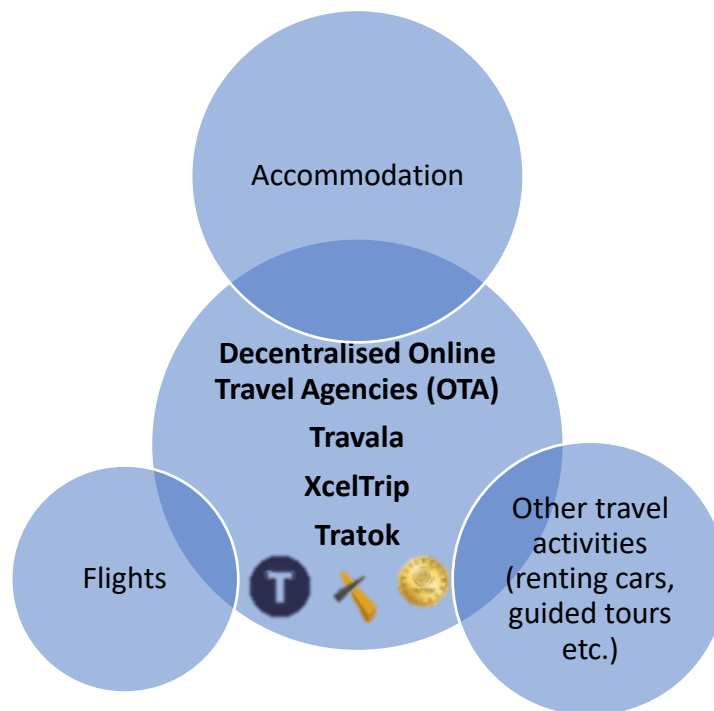 Accommodation
Decentralised Online
Travel Agencies (OTA)
Travala
XcelTrip
Tratok
Flights
T
Other travel
activities
(renting cars,
guided tours
etc.)